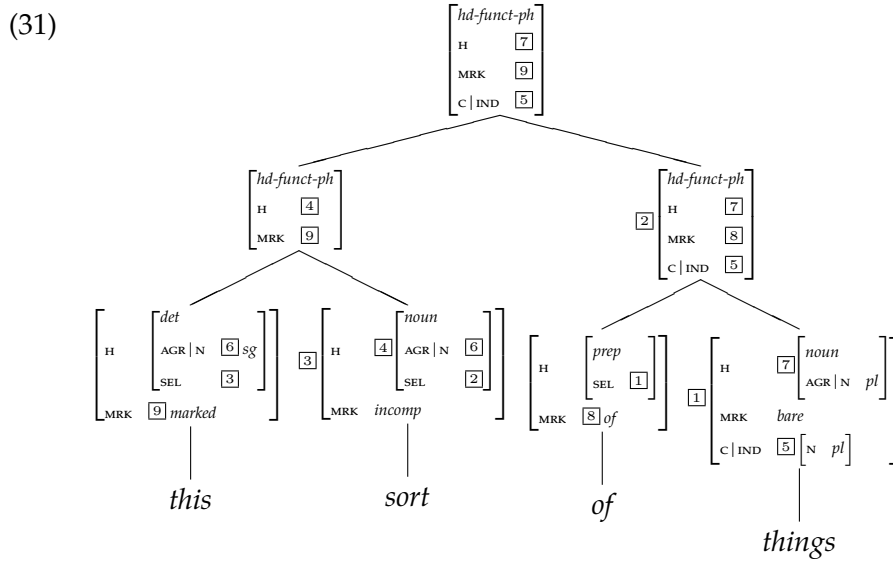 (31)
hd-funct-ph
H 7
MRK 9
C|IND 5
hd-funct-ph
H 4
MRK 9
2 hd-funct-ph
H 7
MRK 8
C|IND 5
H det
AGR|N 6 sg
SEL 3
MRK 9 marked
3 H 4 noun
AGR|N 6
SEL 2
MRK incomp
H prep
SEL 1
MRK 8 of
1 H 7 noun
AGR|N pl
MRK bare
C|IND 5 N pl
this
sort
of
things